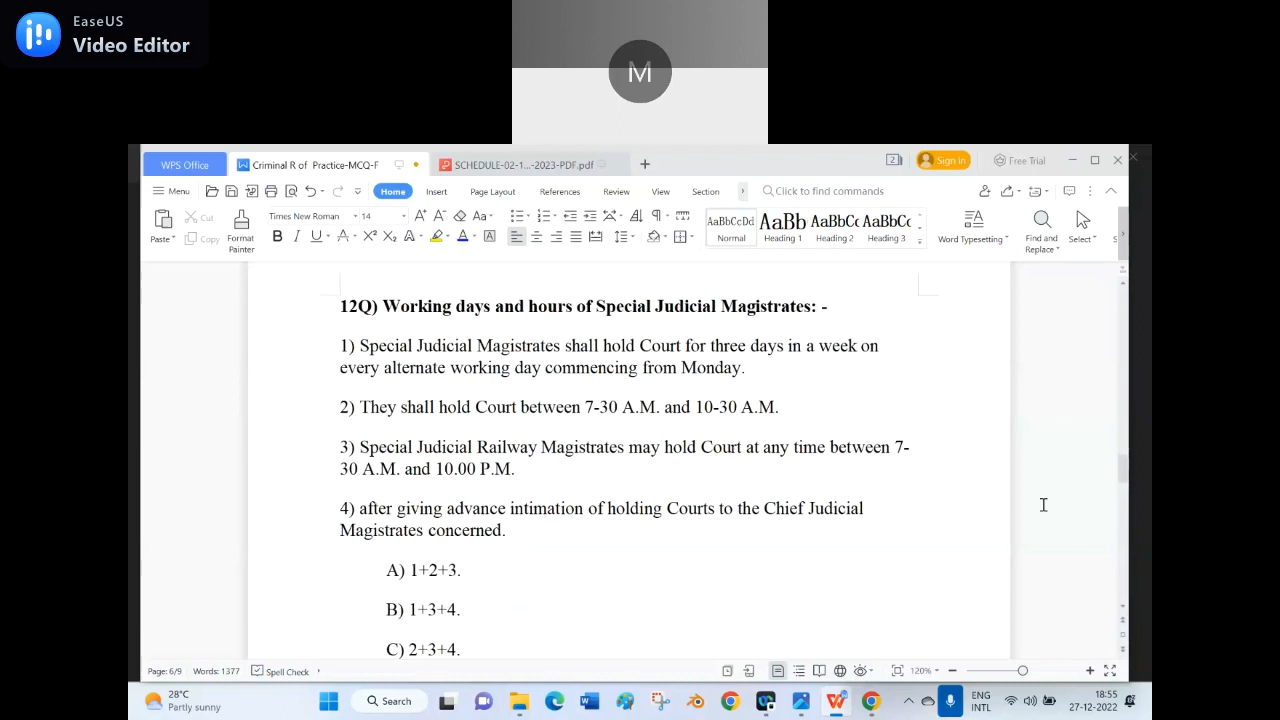 EaseUS
Video Editor
M
WPS Office
Criminal R of Practice-MCQ-F
SCHEDULE-02-1...-2023-PDF.pdf
2
Sign in
Free Trial
Menu
Home
Insert
Page Layout
References
Review
View
Section
Click to find commands
Paste
Cut
Copy
Format
Painter
Times New Roman
14
AaBbCcDd
Normal
AaBb
Heading 1
AaBbCc
Heading 2
AaBbCc
Heading 3
Word Typesetting
Find and
Replace
Select
12Q) Working days and hours of Special Judicial Magistrates: -
1) Special Judicial Magistrates shall hold Court for three days in a week on
every alternate working day commencing from Monday.
2) They shall hold Court between 7-30 A.M. and 10-30 A.M.
3) Special Judicial Railway Magistrates may hold Court at any time between 7-
30 A.M. and 10.00 P.M.
4) after giving advance intimation of holding Courts to the Chief Judicial
Magistrates concerned.
A) 1+2+3.
B) 1+3+4.
C) 2+3+4.
Page: 6/9
Words: 1377
Spell Check
120%
28°C
Partly sunny
Search
ENG
INTL
18:55
27-12-2022